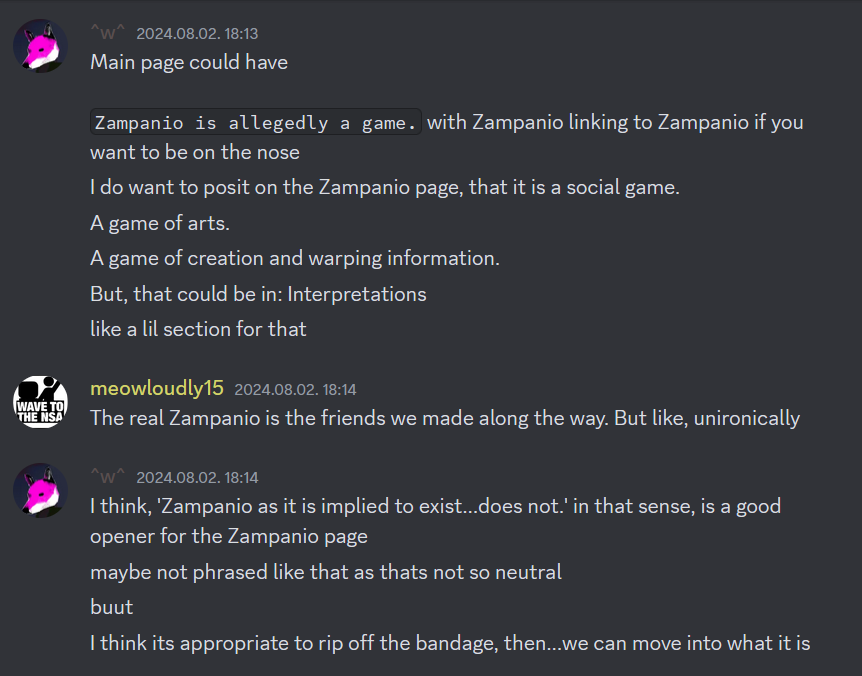 ^w^ 2024.08.02. 18:13
Main page could have
Zampanio is allegedly a game. with Zampanio linking to Zampanio if you
want to be on the nose
I do want to posit on the Zampanio page, that it is a social game.
A game of arts.
A game of creation and warping information.
But, that could be in: Interpretations
like a lil section for that
WAVE TO
THE NSA
meowloudly15 2024.08.02. 18:14
The real Zampanio is the friends we made along the way. But like, unironically
^w^ 2024.08.02. 18:14
I think, 'Zampanio as it is implied to exist...does not.' in that sense, is a good
opener for the Zampanio page
maybe not phrased like that as thats not so neutral
buut
I think its appropriate to rip off the bandage, then...we can move into what it is